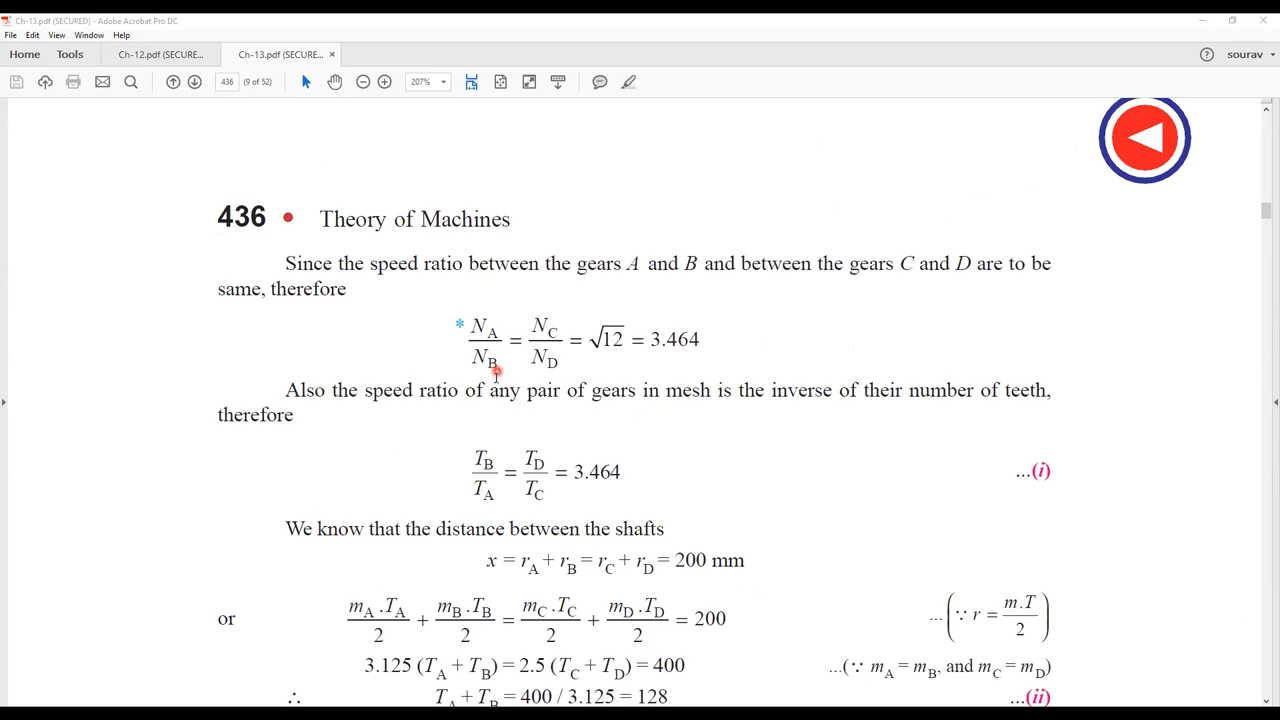 Ch-13.pdf (SECURED) - Adobe Acrobat Pro DC
File Edit View Window Help
Home Tools Ch-12.pdf (SECURE... Ch-13.pdf (SECURE... × sourav
436 (9 of 52) 207%
436 • Theory of Machines
Since the speed ratio between the gears A and B and between the gears C and D are to be
same, therefore
* N_A/N_B = N_C/N_D = √12 = 3.464
Also the speed ratio of any pair of gears in mesh is the inverse of their number of teeth,
therefore
T_B/T_A = T_D/T_C = 3.464 ...(i)
We know that the distance between the shafts
x = r_A + r_B = r_C + r_D = 200 mm
or m_A.T_A/2 + m_B.T_B/2 = m_C.T_C/2 + m_D.T_D/2 = 200 ...(∵ r = m.T/2)
3.125 (T_A + T_B) = 2.5 (T_C + T_D) = 400 ...(∵ m_A = m_B, and m_C = m_D)
∴ T_A + T_B = 400 / 3.125 = 128 ...(ii)